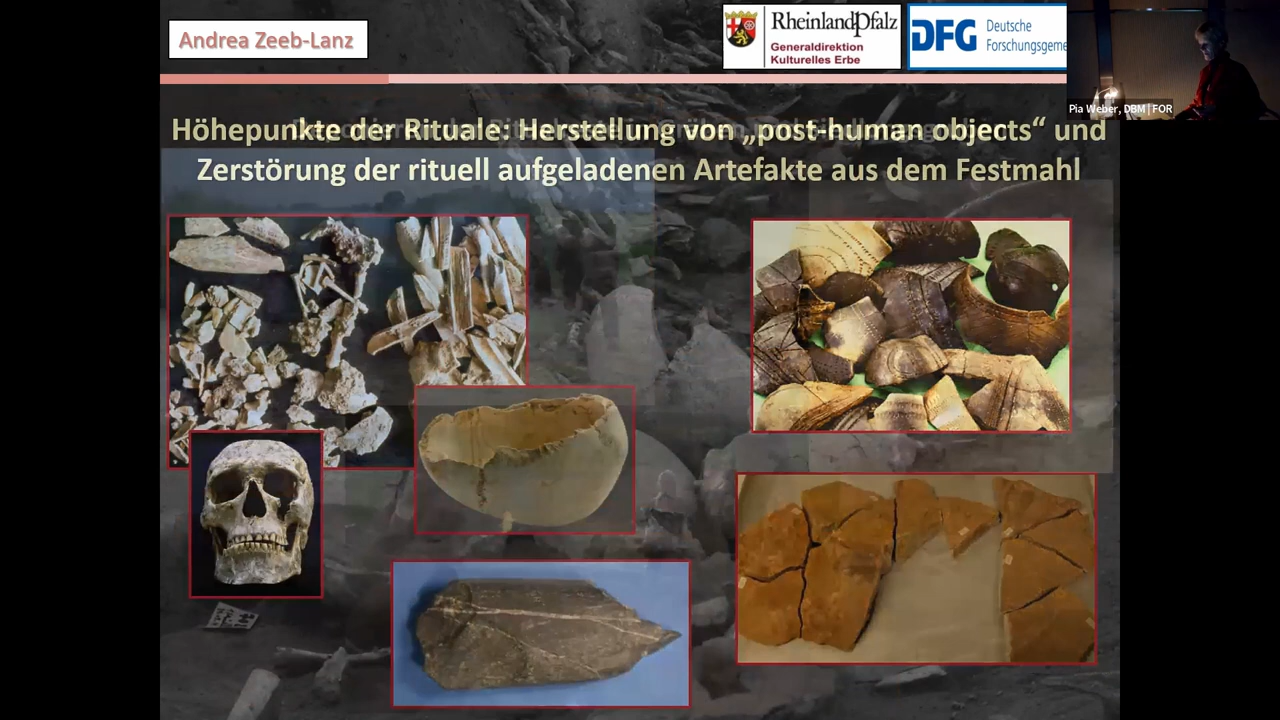 Andrea Zeeb-Lanz
RheinlandPfalz
Generaldirektion
Kulturelles Erbe
DFG
Deutsche
Forschungsgeme
Pia Weber, DBM | FOR
Höhepunkte der Rituale: Herstellung von „post-human objects“ und
Zerstörung der rituell aufgeladenen Artefakte aus dem Festmahl